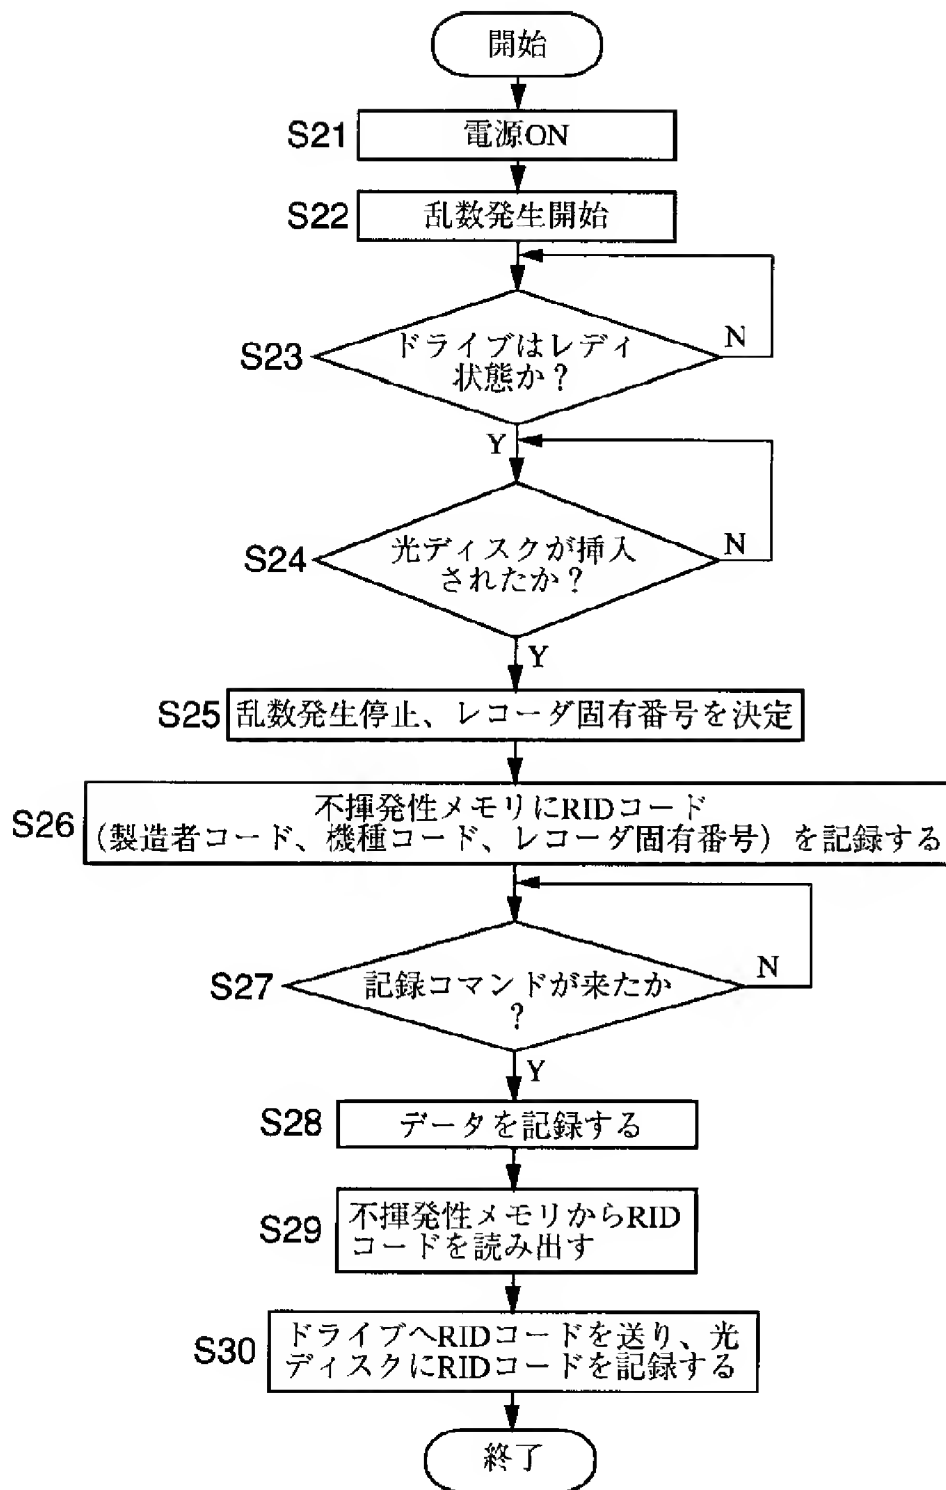 開始
S21
電源ON
S22
乱数発生開始
S23
ドライブはレディ
状態か？
N
Y
S24
光ディスクが挿入
されたか？
N
Y
S25
乱数発生停止、レコーダ固有番号を決定
S26
不揮発性メモリにRIDコード
（製造者コード、機種コード、レコーダ固有番号）を記録する
S27
記録コマンドが来たか
？
N
Y
S28
データを記録する
S29
不揮発性メモリからRID
コードを読み出す
S30
ドライブへRIDコードを送り、光
ディスクにRIDコードを記録する
終了